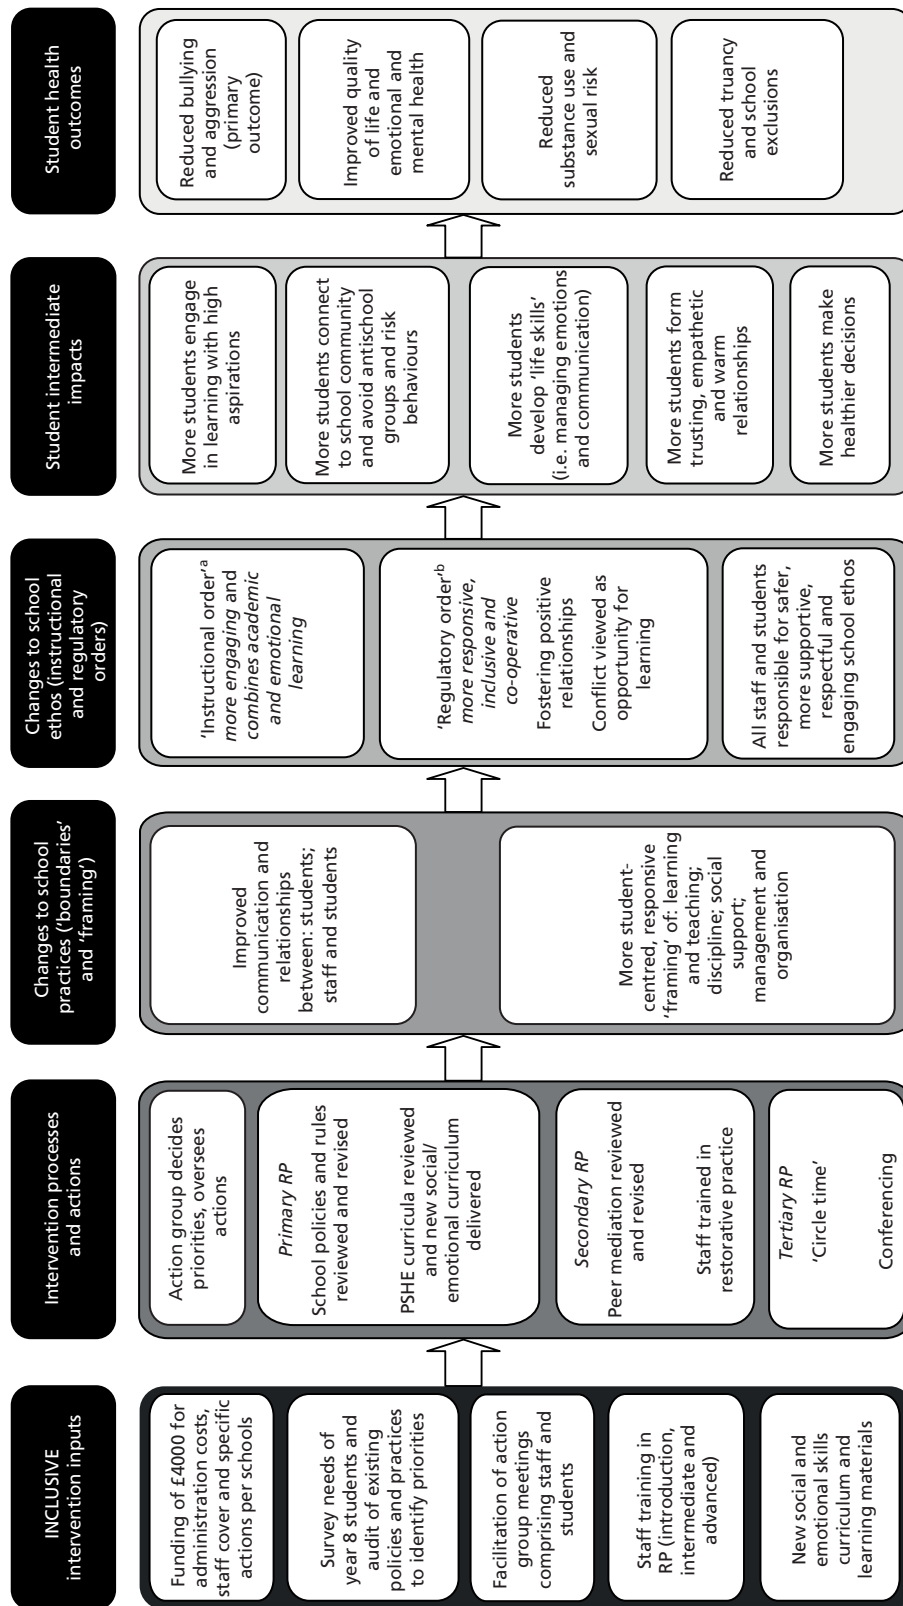 INCLUSIVE
intervention inputs
Funding of £4000 for
administration costs,
staff cover and specific
actions per schools
Survey needs of
year 8 students and
audit of existing
policies and practices
to identify priorities
Facilitation of action
group meetings
comprising staff and
students
Staff training in
RP (introduction,
intermediate and
advanced)
New social and
emotional skills
curriculum and
learning materials
Intervention processes
and actions
Action group decides
priorities, oversees
actions
Primary RP
School policies and rules
reviewed and revised
PSHE curricula reviewed
and new social/
emotional curriculum
delivered
Secondary RP
Peer mediation reviewed
and revised
Staff trained in
restorative practice
Tertiary RP
‘Circle time’
Conferencing
Changes to school
practices (‘boundaries’
and ‘framing’)
Improved
communication and
relationships
between: students;
staff and students
More student-
centred, responsive
‘framing’ of: learning
and teaching;
discipline; social
support;
management and
organisation
Changes to school
ethos (instructional
and regulatory
orders)
‘Instructional order’a
more engaging and
combines academic
and emotional
learning
‘Regulatory order’b
more responsive,
inclusive and
co-operative
Fostering positive
relationships
Conflict viewed as
opportunity for
learning
All staff and students
responsible for safer,
more supportive,
respectful and
engaging school ethos
Student intermediate
impacts
More students engage
in learning with high
aspirations
More students connect
to school community
and avoid antischool
groups and risk
behaviours
More students
develop ‘life skills’
(i.e. managing emotions
and communication)
More students form
trusting, empathetic
and warm
relationships
More students make
healthier decisions
Student health
outcomes
Reduced bullying
and aggression
(primary
outcome)
Improved quality
of life and
emotional and
mental health
Reduced
substance use and
sexual risk
Reduced truancy
and school
exclusions